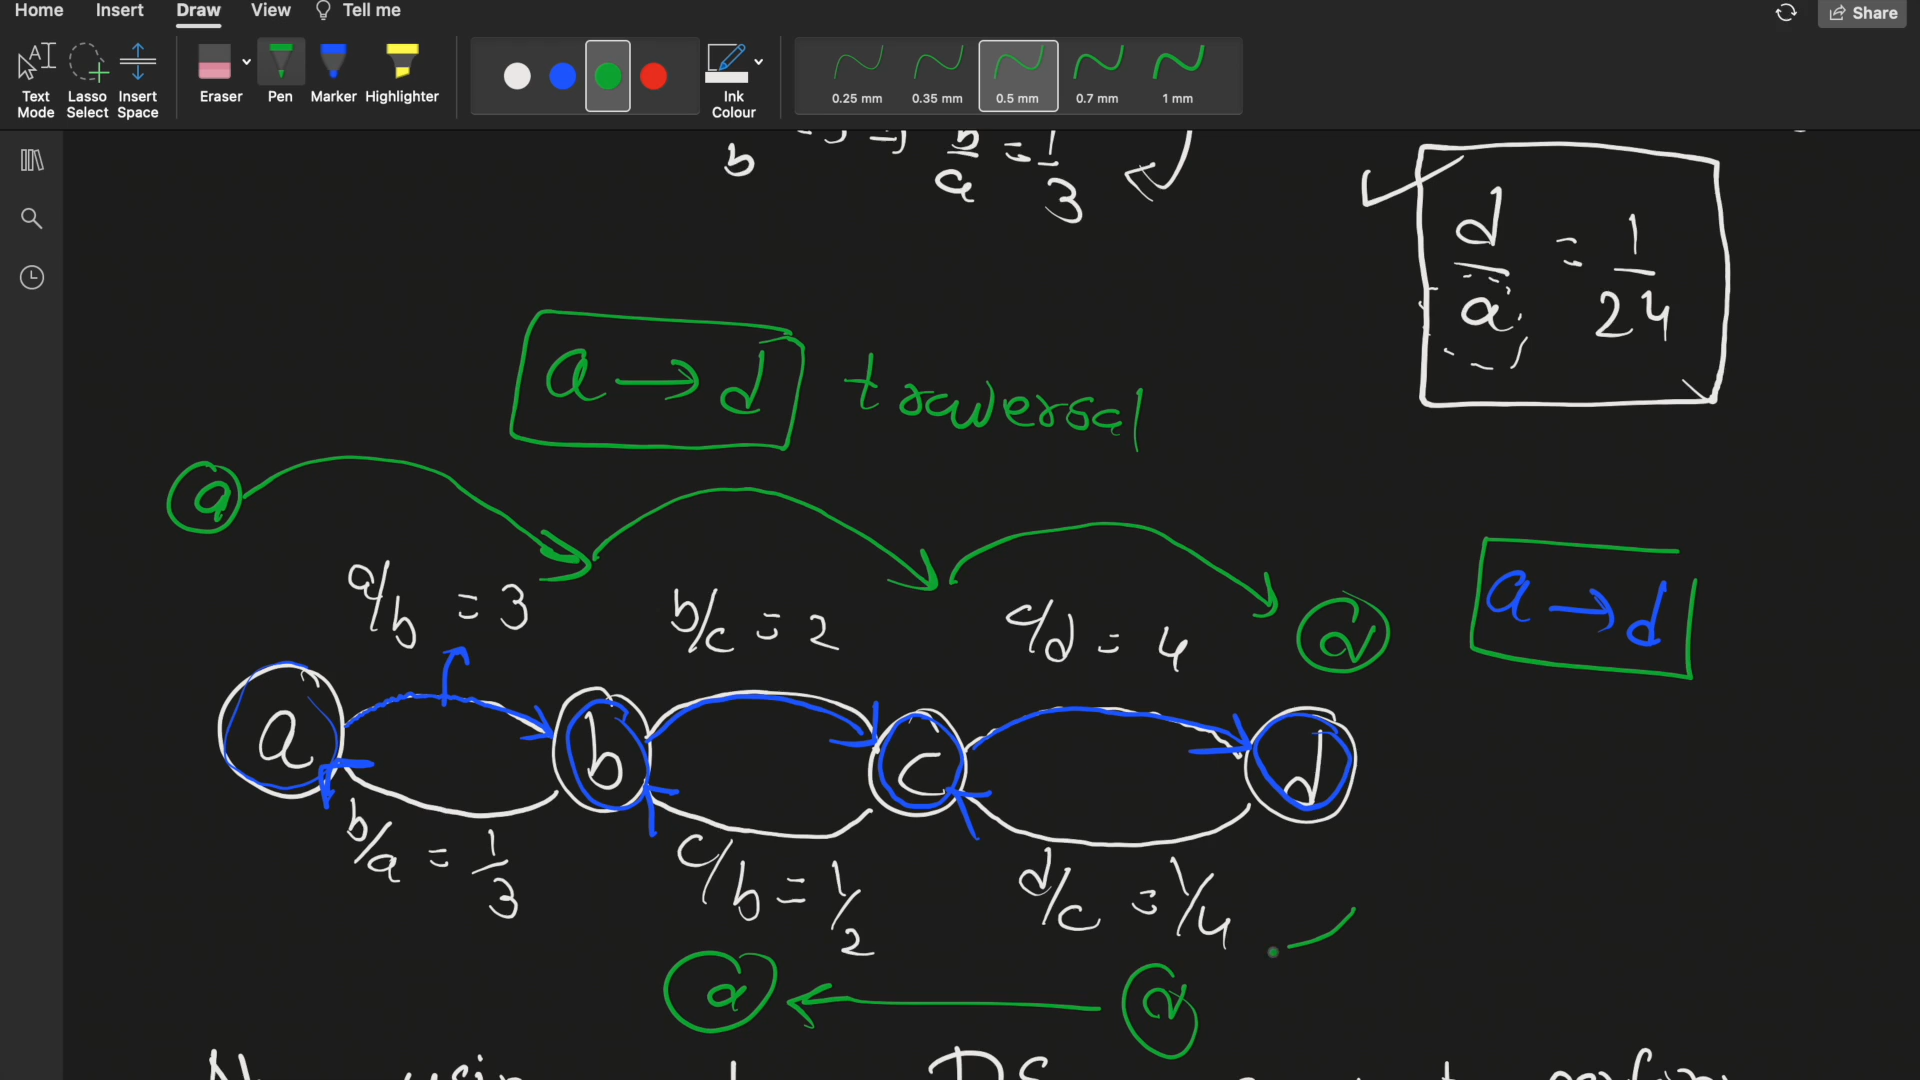 Home Insert Draw View Tell me Share
Text Mode
Lasso Select
Insert Space
Eraser
Pen
Marker
Highlighter
Ink Colour
0.25 mm 0.35 mm 0.5 mm 0.7 mm 1 mm
b
b/a = 1/3
d/a = 1/24
a → d traversal
a
a/b = 3 b/c = 2 c/d = 4 d a → d
a b c d
b/a = 1/3 c/b = 1/2 d/c = 1/4
a ← d